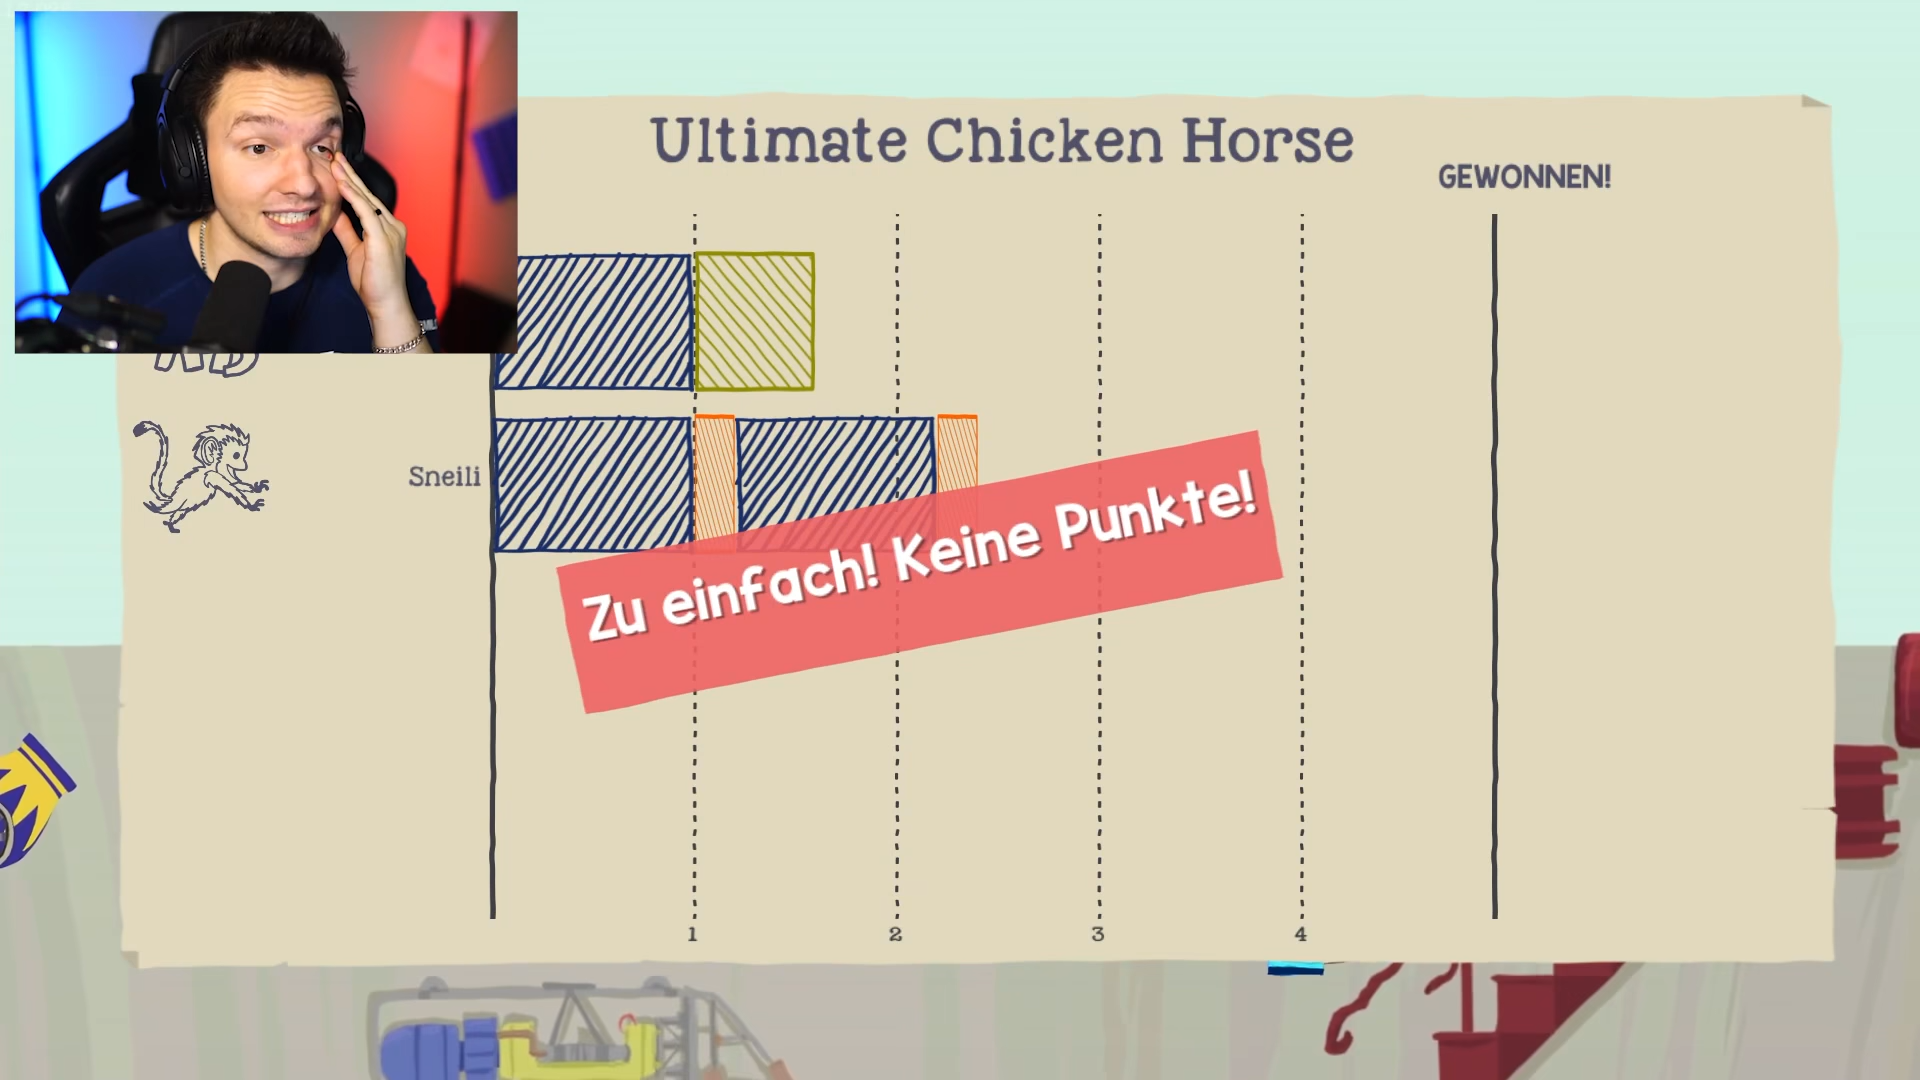 Ultimate Chicken Horse
GEWONNEN!
Sneili
Zu einfach! Keine Punkte!
1 2 3 4